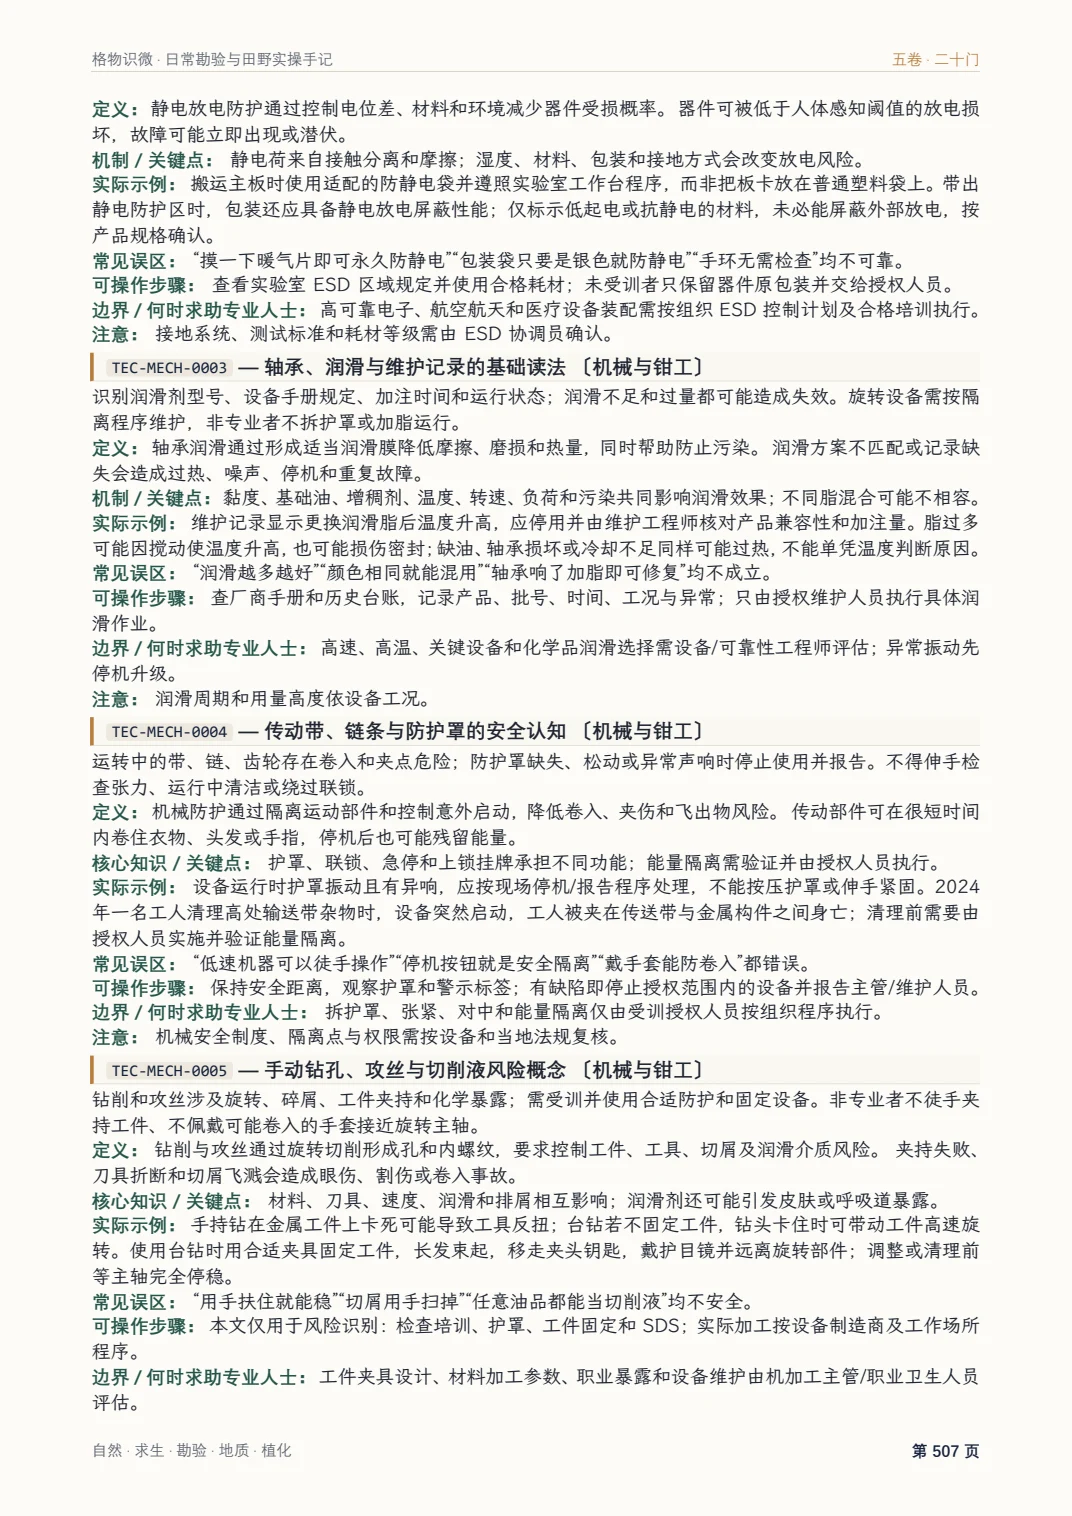 格物识微 · 日常勘验与田野实操手记
五卷 · 二十门
定义： 静电放电防护通过控制电位差、材料和环境减少器件受损概率。 器件可被低于人体感知阈值的放电损
坏，故障可能立即出现或潜伏。
机制 / 关键点： 静电荷来自接触分离和摩擦；湿度、材料、包装和接地方式会改变放电风险。
实际示例： 搬运主板时使用适配的防静电袋并遵照实验室工作台程序，而非把板卡放在普通塑料袋上。带出
静电防护区时，包装还应具备静电放电屏蔽性能；仅标示低起电或抗静电的材料，未必能屏蔽外部放电，按
产品规格确认。
常见误区： “摸一下暖气片即可永久防静电”“包装袋只要是银色就防静电”“手环无需检查”均不可靠。
可操作步骤： 查看实验室 ESD 区域规定并使用合格耗材；未受训者只保留器件原包装并交给授权人员。
边界 / 何时求助专业人士： 高可靠电子、航空航天和医疗设备装配需按组织 ESD 控制计划及合格培训执行。
注意： 接地系统、测试标准和耗材等级需由 ESD 协调员确认。
TEC-MECH-0003 — 轴承、润滑与维护记录的基础读法 〔机械与钳工〕
识别润滑剂型号、设备手册规定、加注时间和运行状态；润滑不足和过量都可能造成失效。旋转设备需按隔
离程序维护，非专业者不拆护罩或加脂运行。
定义： 轴承润滑通过形成适当润滑膜降低摩擦、磨损和热量，同时帮助防止污染。 润滑方案不匹配或记录缺
失会造成过热、噪声、停机和重复故障。
机制 / 关键点： 黏度、基础油、增稠剂、温度、转速、负荷和污染共同影响润滑效果；不同脂混合可能不相容。
实际示例： 维护记录显示更换润滑脂后温度升高，应停用并由维护工程师核对产品兼容性和加注量。脂过多
可能因搅动使温度升高，也可能损伤密封；缺油、轴承损坏或冷却不足同样可能过热，不能单凭温度判断原因。
常见误区： “润滑越多越好”“颜色相同就能混用”“轴承响了加脂即可修复”均不成立。
可操作步骤： 查厂商手册和历史台账，记录产品、批号、时间、工况与异常；只由授权维护人员执行具体润
滑作业。
边界 / 何时求助专业人士： 高速、高温、关键设备和化学品润滑选择需设备/可靠性工程师评估；异常振动先
停机升级。
注意： 润滑周期和用量高度依设备工况。
TEC-MECH-0004 — 传动带、链条与防护罩的安全认知 〔机械与钳工〕
运转中的带、链、齿轮存在卷入和夹点危险；防护罩缺失、松动或异常声响时停止使用并报告。不得伸手检
查张力、运行中清洁或绕过联锁。
定义： 机械防护通过隔离运动部件和控制意外启动，降低卷入、夹伤和飞出物风险。 传动部件可在很短时间
内卷住衣物、头发或手指，停机后也可能残留能量。
核心知识 / 关键点： 护罩、联锁、急停和上锁挂牌承担不同功能；能量隔离需验证并由授权人员执行。
实际示例： 设备运行时护罩振动且有异响，应按现场停机/报告程序处理，不能按压护罩或伸手紧固。2024
年一名工人清理高处输送带杂物时，设备突然启动，工人被夹在传送带与金属构件之间身亡；清理前需要由
授权人员实施并验证能量隔离。
常见误区： “低速机器可以徒手操作”“停机按钮就是安全隔离”“戴手套能防卷入”都错误。
可操作步骤： 保持安全距离，观察护罩和警示标签；有缺陷即停止授权范围内的设备并报告主管/维护人员。
边界 / 何时求助专业人士： 拆护罩、张紧、对中和能量隔离仅由受训授权人员按组织程序执行。
注意： 机械安全制度、隔离点与权限需按设备和当地法规复核。
TEC-MECH-0005 — 手动钻孔、攻丝与切削液风险概念 〔机械与钳工〕
钻削和攻丝涉及旋转、碎屑、工件夹持和化学暴露；需受训并使用合适防护和固定设备。非专业者不徒手夹
持工件、不佩戴可能卷入的手套接近旋转主轴。
定义： 钻削与攻丝通过旋转切削形成孔和内螺纹，要求控制工件、工具、切屑及润滑介质风险。 夹持失败、
刀具折断和切屑飞溅会造成眼伤、割伤或卷入事故。
核心知识 / 关键点： 材料、刀具、速度、润滑和排屑相互影响；润滑剂还可能引发皮肤或呼吸道暴露。
实际示例： 手持钻在金属工件上卡死可能导致工具反扭；台钻若不固定工件，钻头卡住时可带动工件高速旋
转。使用台钻时用合适夹具固定工件，长发束起，移走夹头钥匙，戴护目镜并远离旋转部件；调整或清理前
等主轴完全停稳。
常见误区： “用手扶住就能稳”“切屑用手扫掉”“任意油品都能当切削液”均不安全。
可操作步骤： 本文仅用于风险识别：检查培训、护罩、工件固定和 SDS；实际加工按设备制造商及工作场所
程序。
边界 / 何时求助专业人士： 工件夹具设计、材料加工参数、职业暴露和设备维护由机加工主管/职业卫生人员
评估。
自然 · 求生 · 勘验 · 地质 · 植化
第 507 页